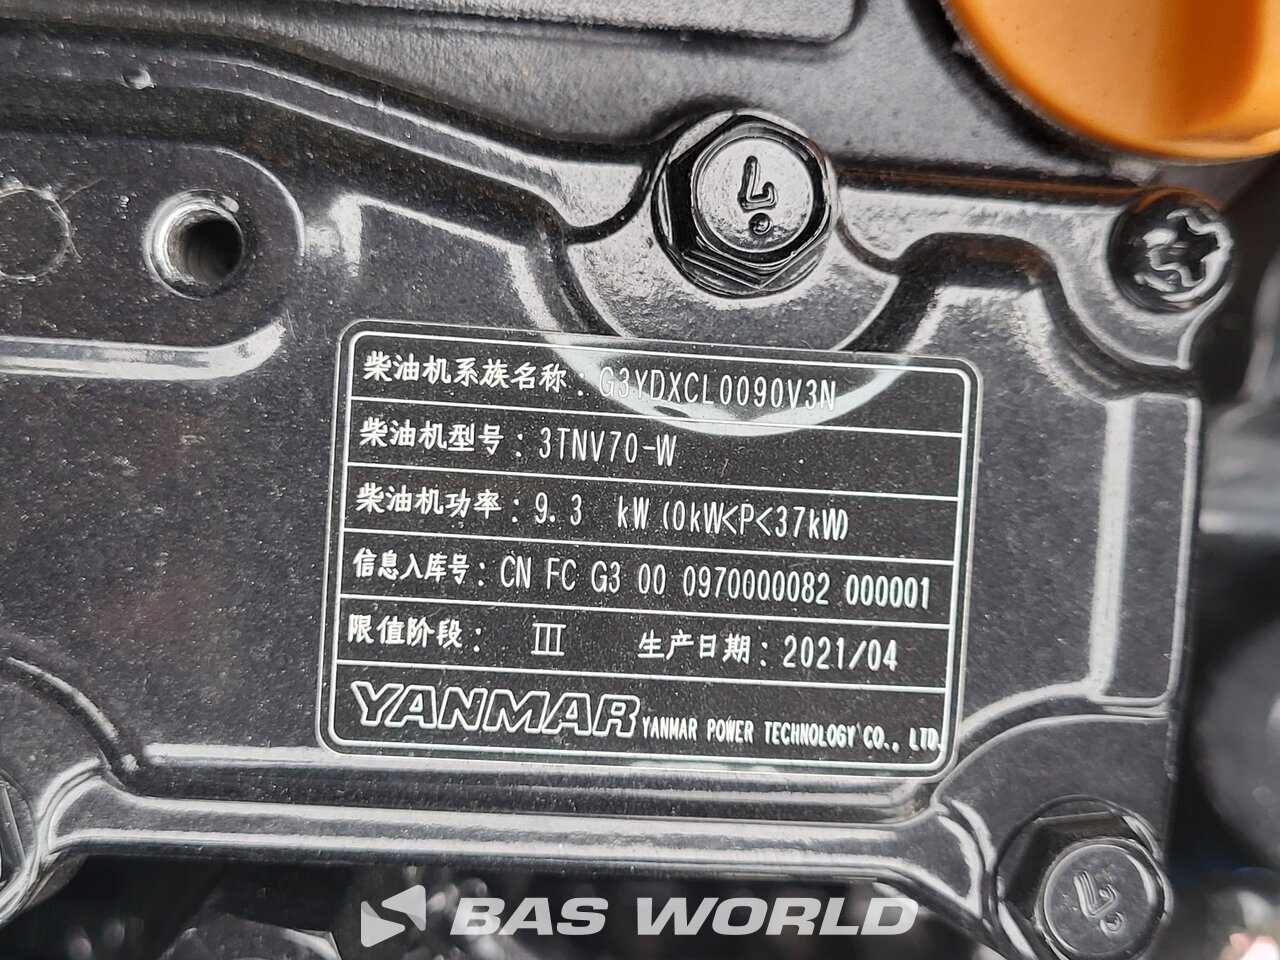 柴油机系族名称：G3YDXCL0090V3N
柴油机型号：3TNV70-W
柴油机功率：9.3 kW (0kW<P<37kW)
信息入库号：CN FC G3 00 0970000082 000001
限值阶段： III 生产日期：2021/04
YANMAR YANMAR POWER TECHNOLOGY CO., LTD.
BAS WORLD